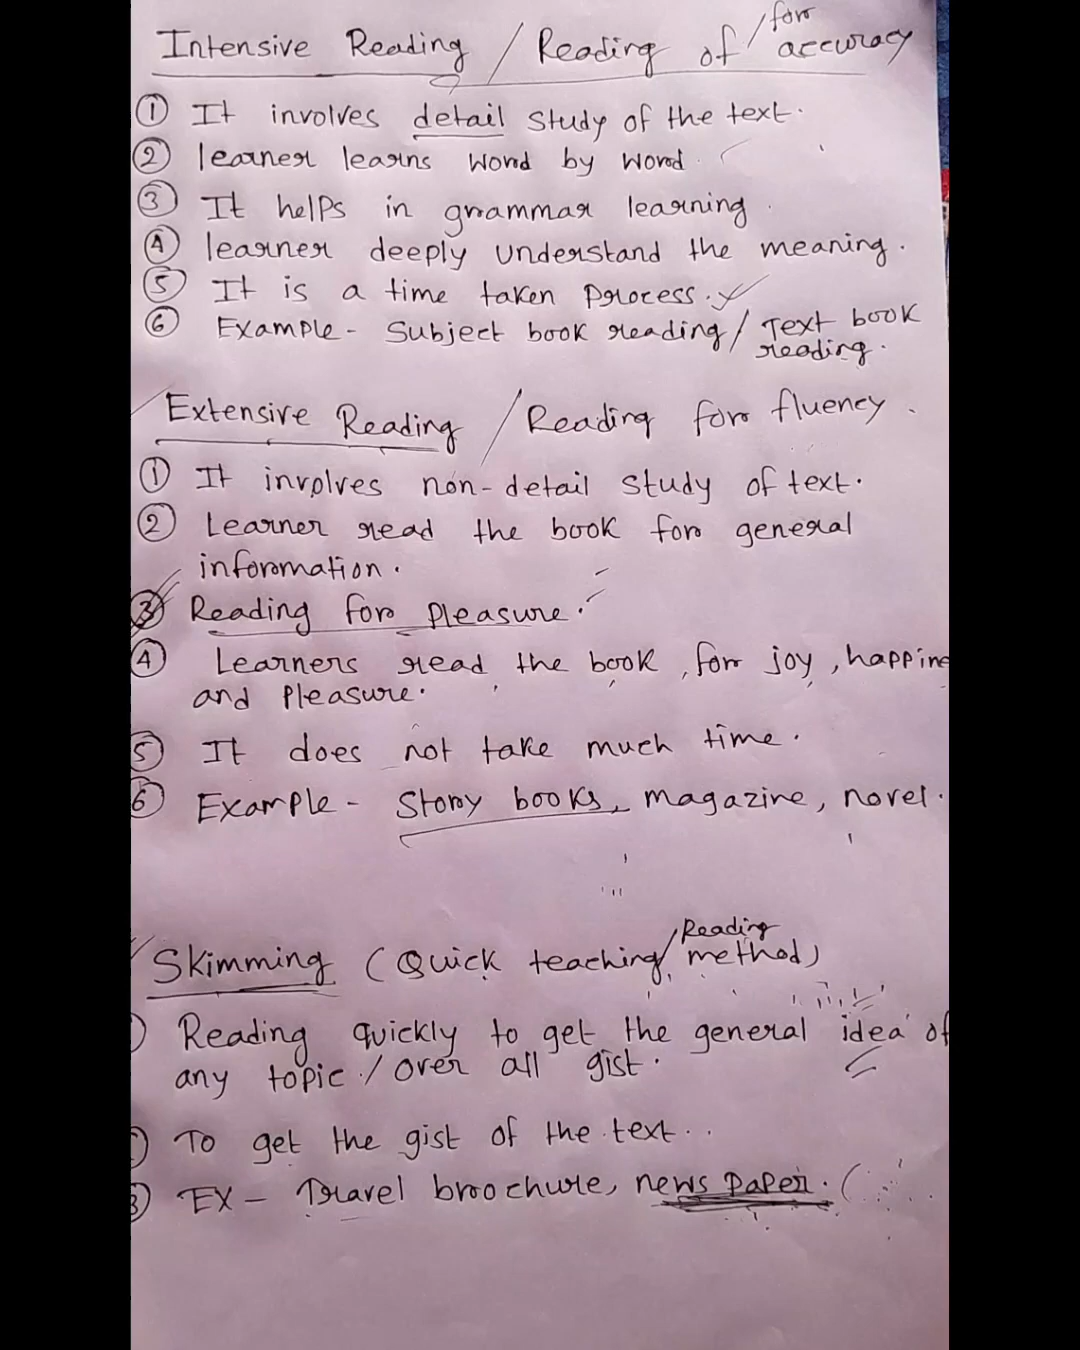 Intensive Reading / Reading of / for accuracy
① It involves detail study of the text.
② learner learns word by word
③ It helps in grammar learning
④ learner deeply understand the meaning.
⑤ It is a time taken process.
⑥ Example - Subject book reading / Text book reading.
Extensive Reading / Reading for fluency.
① It involves non-detail study of text.
② Learner read the book for general
information.
③ Reading for pleasure.
④ Learners read the book, for joy, happine
and pleasure.
⑤ It does not take much time.
⑥ Example - Story books, magazine, novel.
Skimming (Quick teaching / Reading method)
Reading quickly to get the general idea of
any topic. / over all gist.
To get the gist of the text..
3) EX - Travel broochure, news paper.